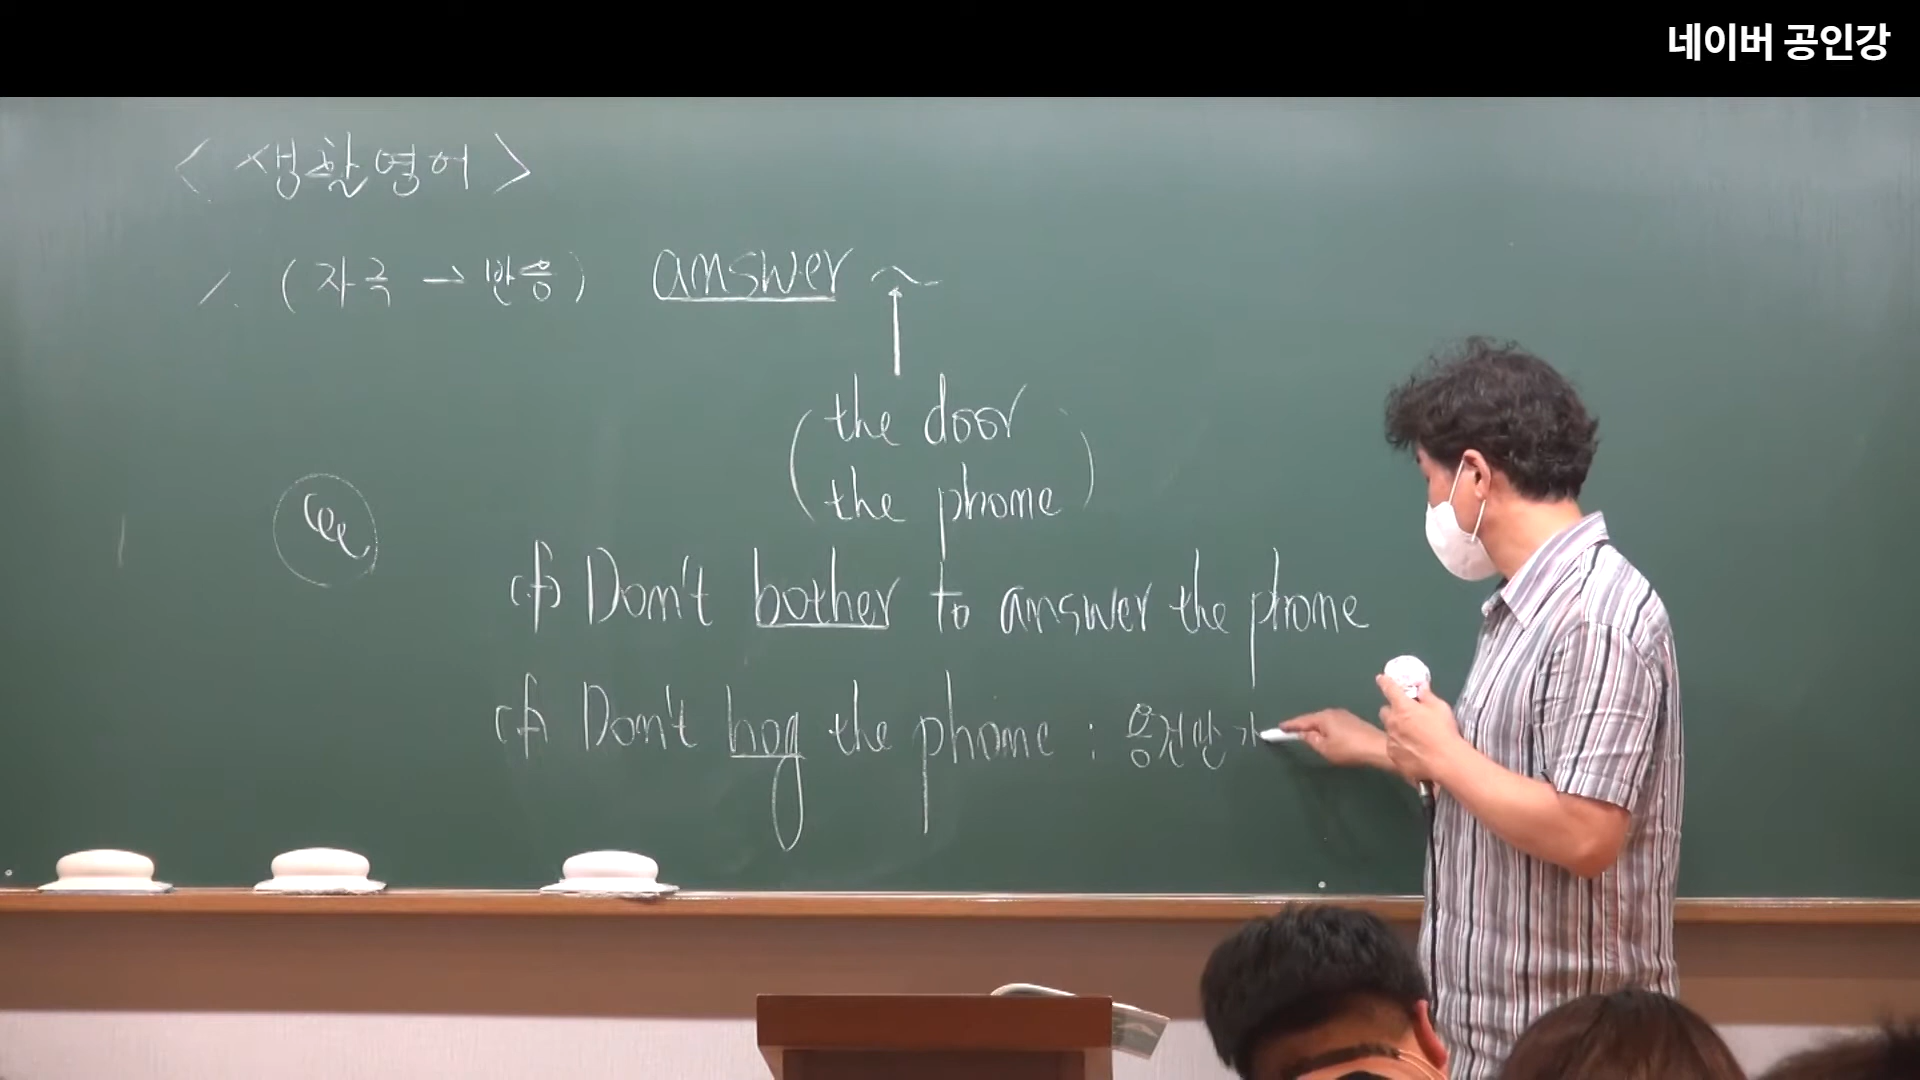 네이버 공인강
< 생활영어 >
1. (자극 → 반응) answer ~
the door
the phone
cf) Don't bother to answer the phone
cf) Don't hog the phone : 용건만 가